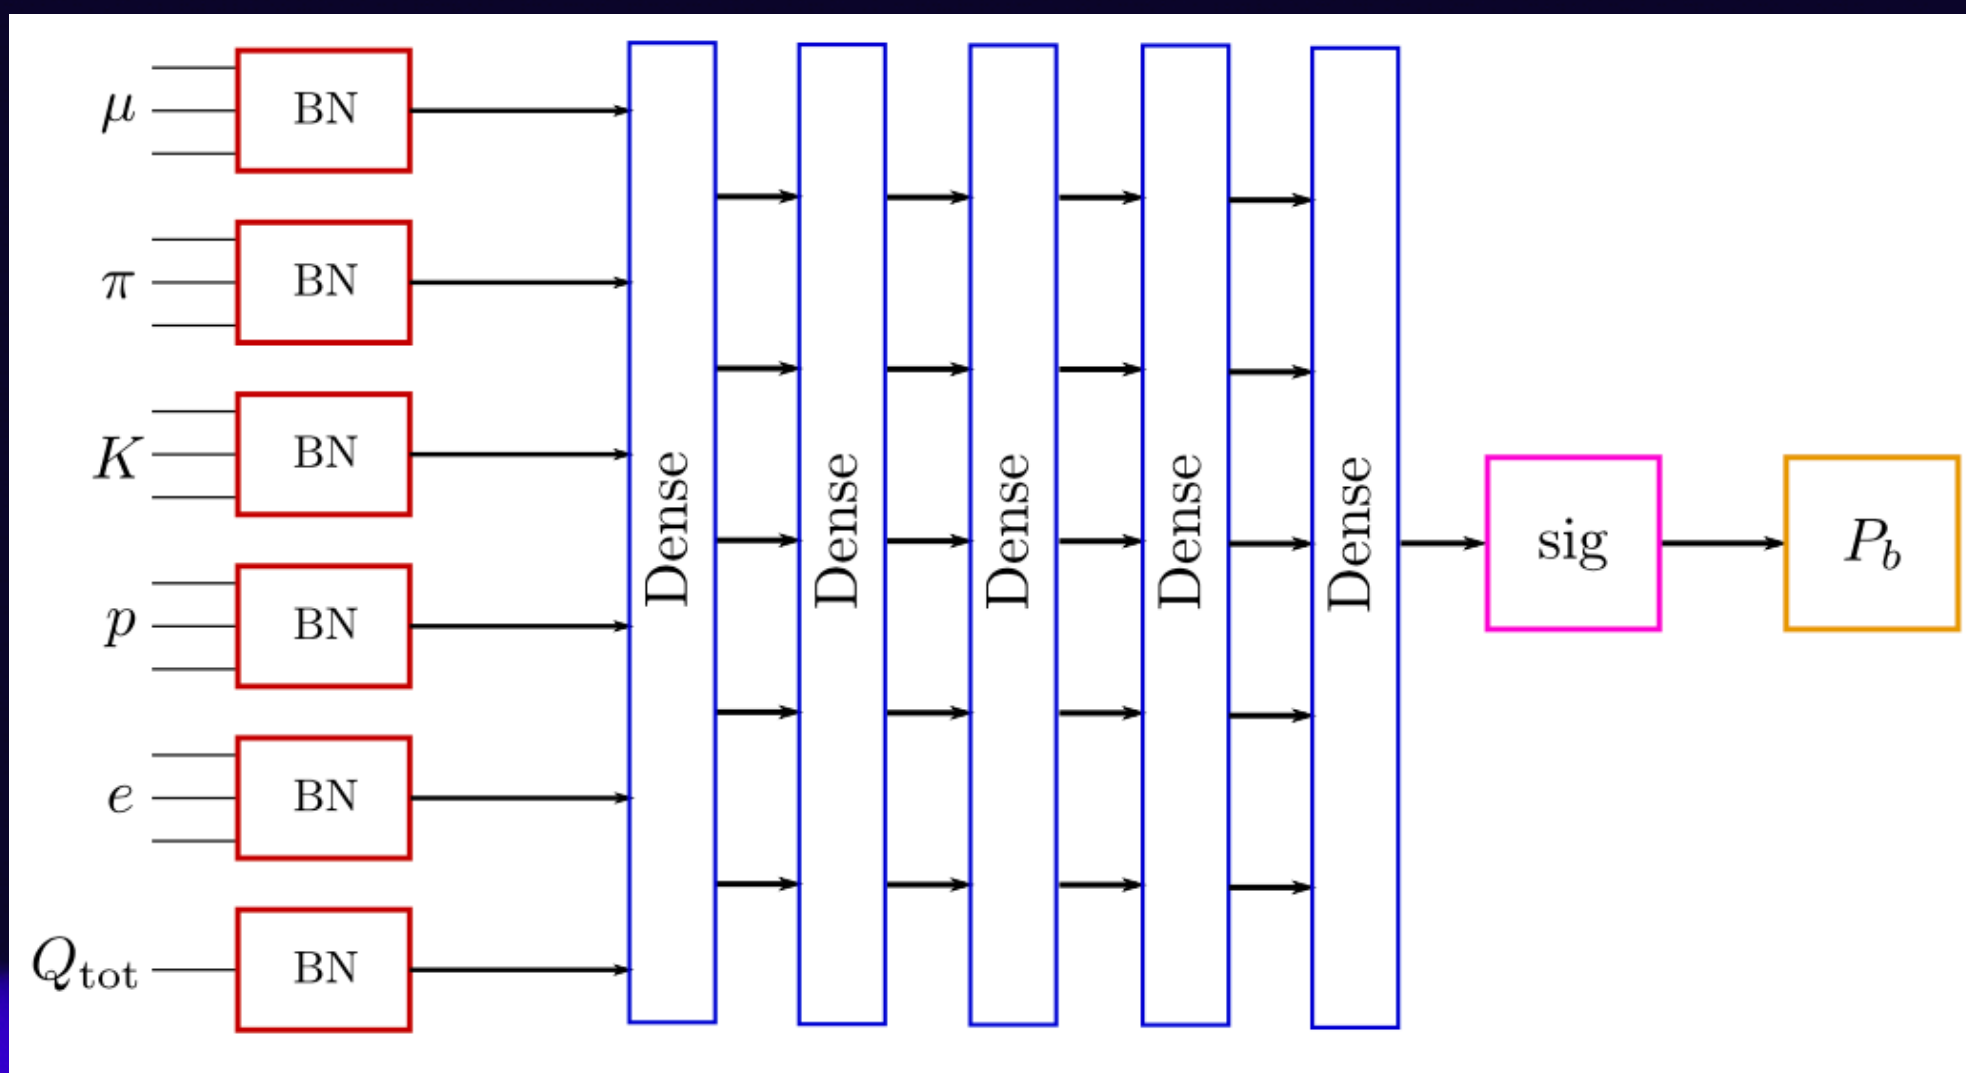 μ BN
π BN
K BN
p BN
e BN
Q_tot BN
Dense
Dense
Dense
Dense
Dense
sig
P_b